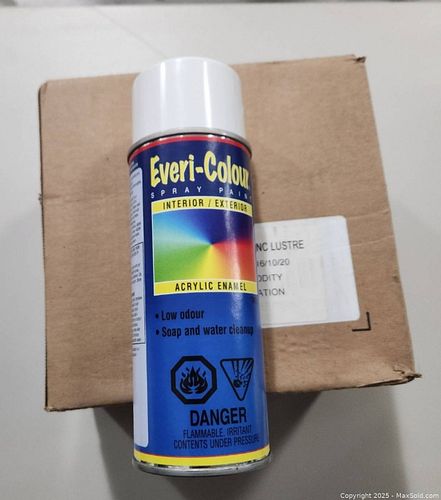 Everi-Colour
SPRAY PAINT
INTERIOR / EXTERIOR
ACRYLIC ENAMEL
• Low odour
• Soap and water cleanup
DANGER
FLAMMABLE, IRRITANT
CONTENTS UNDER PRESSURE
NC LUSTRE
16/10/20
ODITY
ATION
Copyright 2025 - MaxSold.com